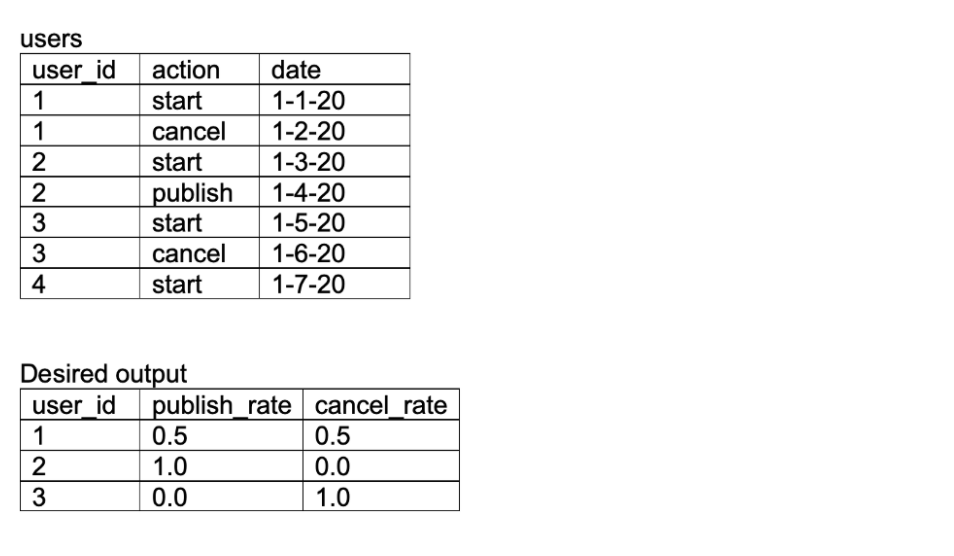 users
user_id action date
1 start 1-1-20
1 cancel 1-2-20
2 start 1-3-20
2 publish 1-4-20
3 start 1-5-20
3 cancel 1-6-20
4 start 1-7-20
Desired output
user_id publish_rate cancel_rate
1 0.5 0.5
2 1.0 0.0
3 0.0 1.0